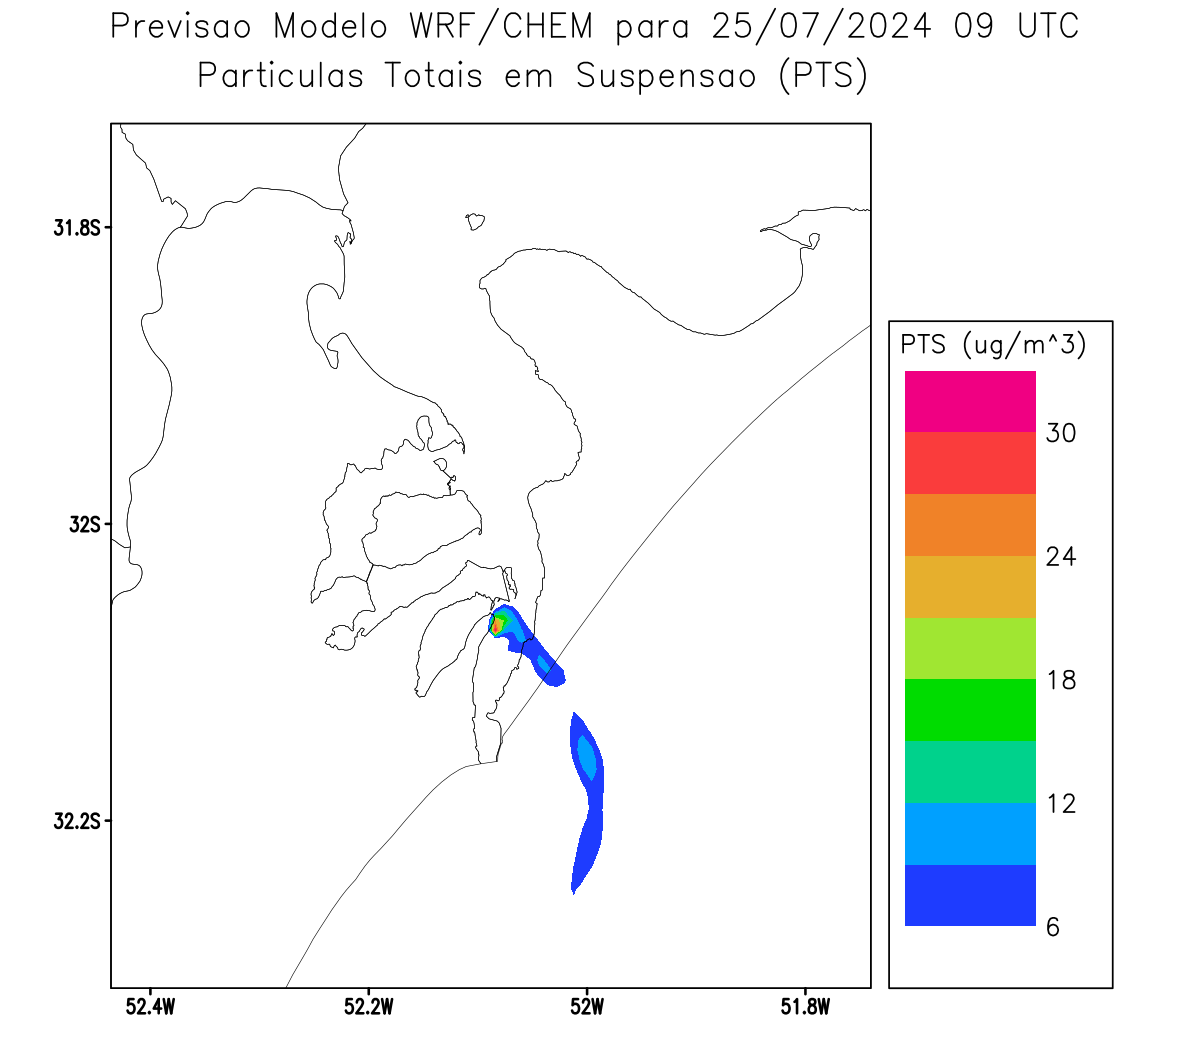 Previsao Modelo WRF/CHEM para 25/07/2024 09 UTC
Particulas Totais em Suspensao (PTS)
31.8S
32S
32.2S
52.4W 52.2W 52W 51.8W
PTS (ug/m^3)
30
24
18
12
6